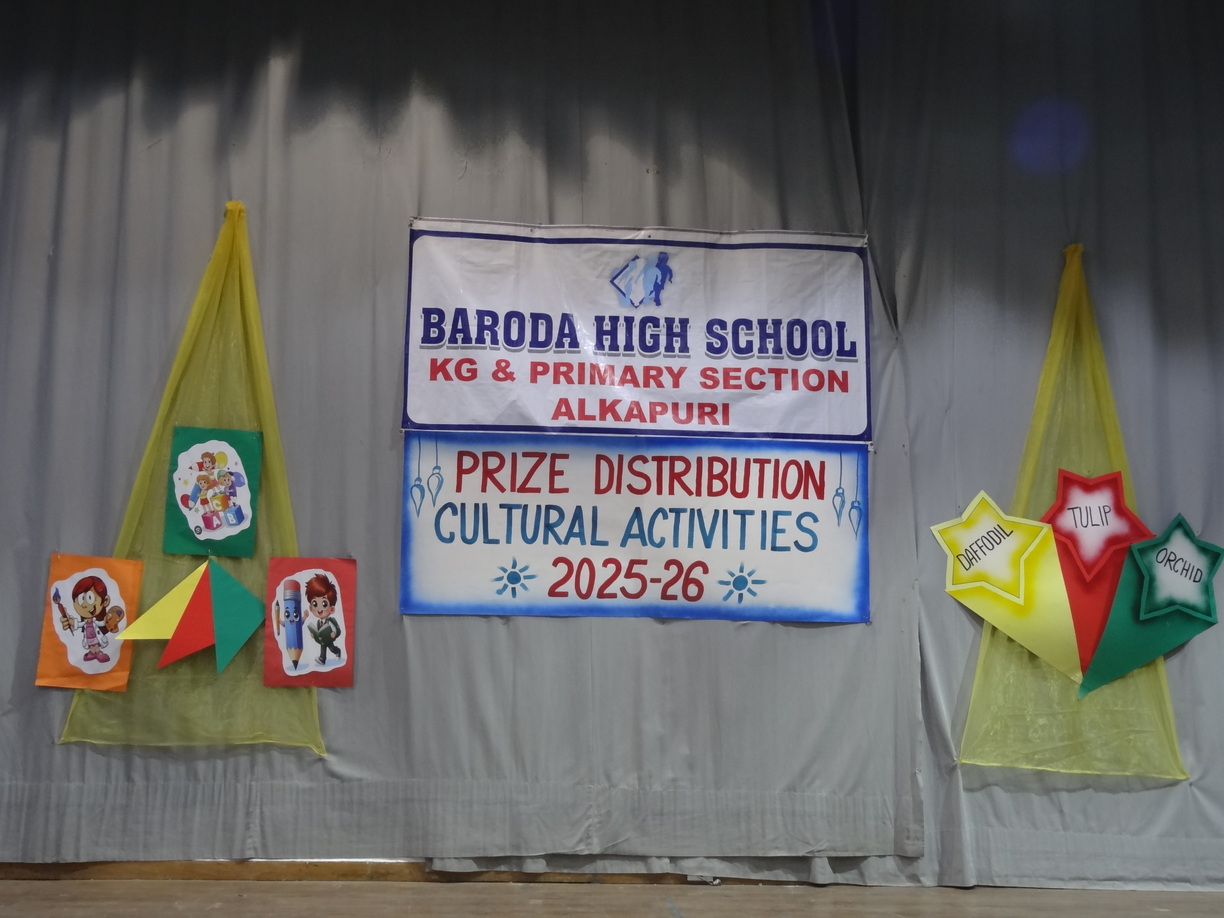 BARODA HIGH SCHOOL
KG & PRIMARY SECTION
ALKAPURI
PRIZE DISTRIBUTION
CULTURAL ACTIVITIES
2025-26
A B C
DAFFODIL
TULIP
ORCHID